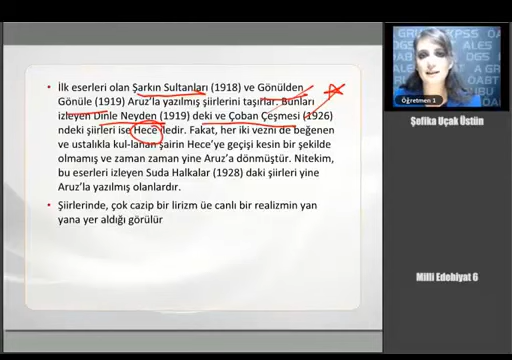 İlk eserleri olan Şarkın Sultanları (1918) ve Gönülden
Gönüle (1919) Aruz'la yazılmış şiirlerini taşırlar. Bunları
izleyen Dinle Neyden (1919) deki ve Çoban Çeşmesi (1926)
ndeki şiirleri ise Hece iledir. Fakat, her iki vezni de beğenen
ve ustalıkla kul-lanan şairin Hece'ye geçişi kesin bir şekilde
olmamış ve zaman zaman yine Aruz'a dönmüştür. Nitekim,
bu eserleri izleyen Suda Halkalar (1928) daki şiirleri yine
Aruz'la yazılmış olanlardır.
Şiirlerinde, çok cazip bir lirizm üe canlı bir realizmin yan
yana yer aldığı görülür
Öğretmen 1
Şefika Uçak Üstün
Milli Edebiyat 6